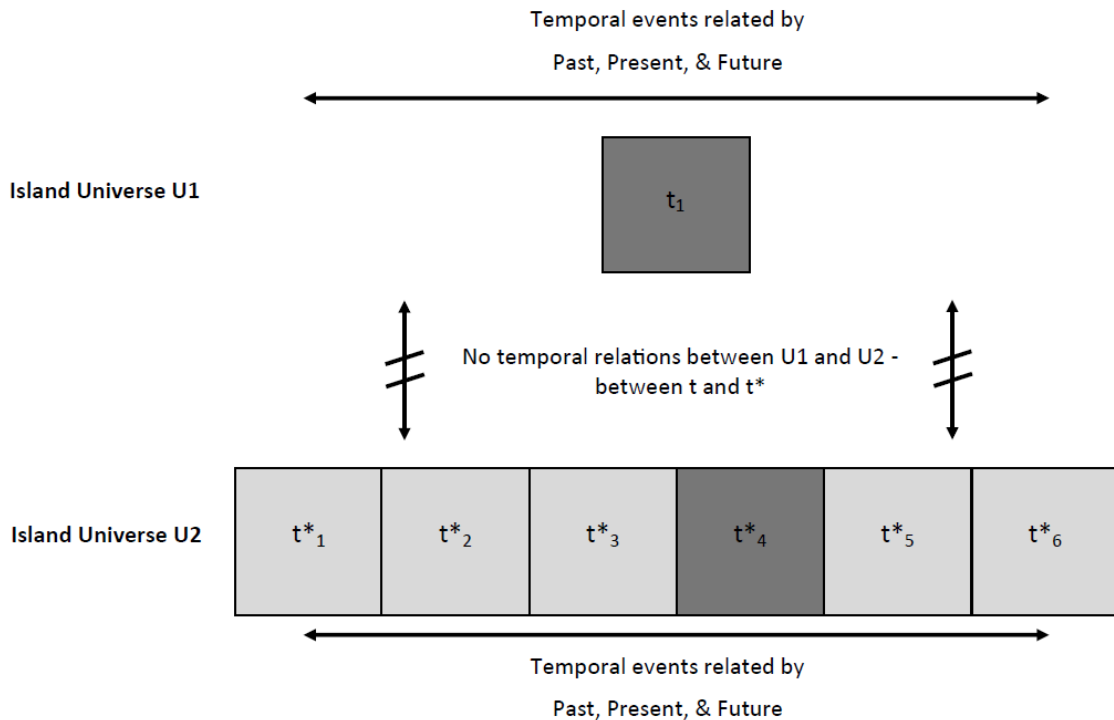 Temporal events related by
Past, Present, & Future
Island Universe U1
t₁
No temporal relations between U1 and U2 -
between t and t*
Island Universe U2
t*₁ t*₂ t*₃ t*₄ t*₅ t*₆
Temporal events related by
Past, Present, & Future